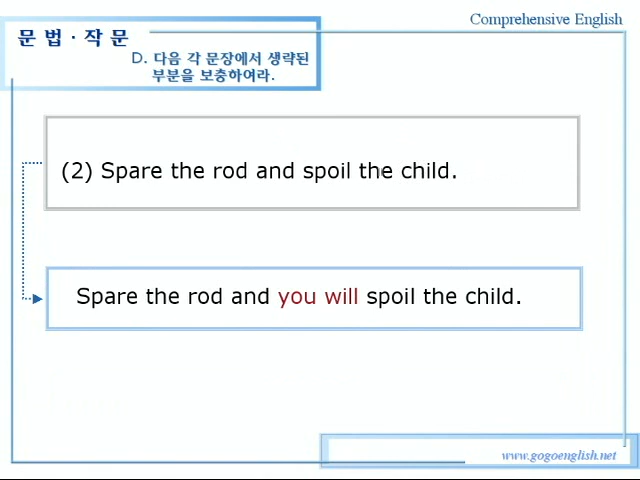 Comprehensive English
문 법 · 작 문
D. 다음 각 문장에서 생략된
부분을 보충하여라.
(2) Spare the rod and spoil the child.
Spare the rod and you will spoil the child.
www.gogoenglish.net